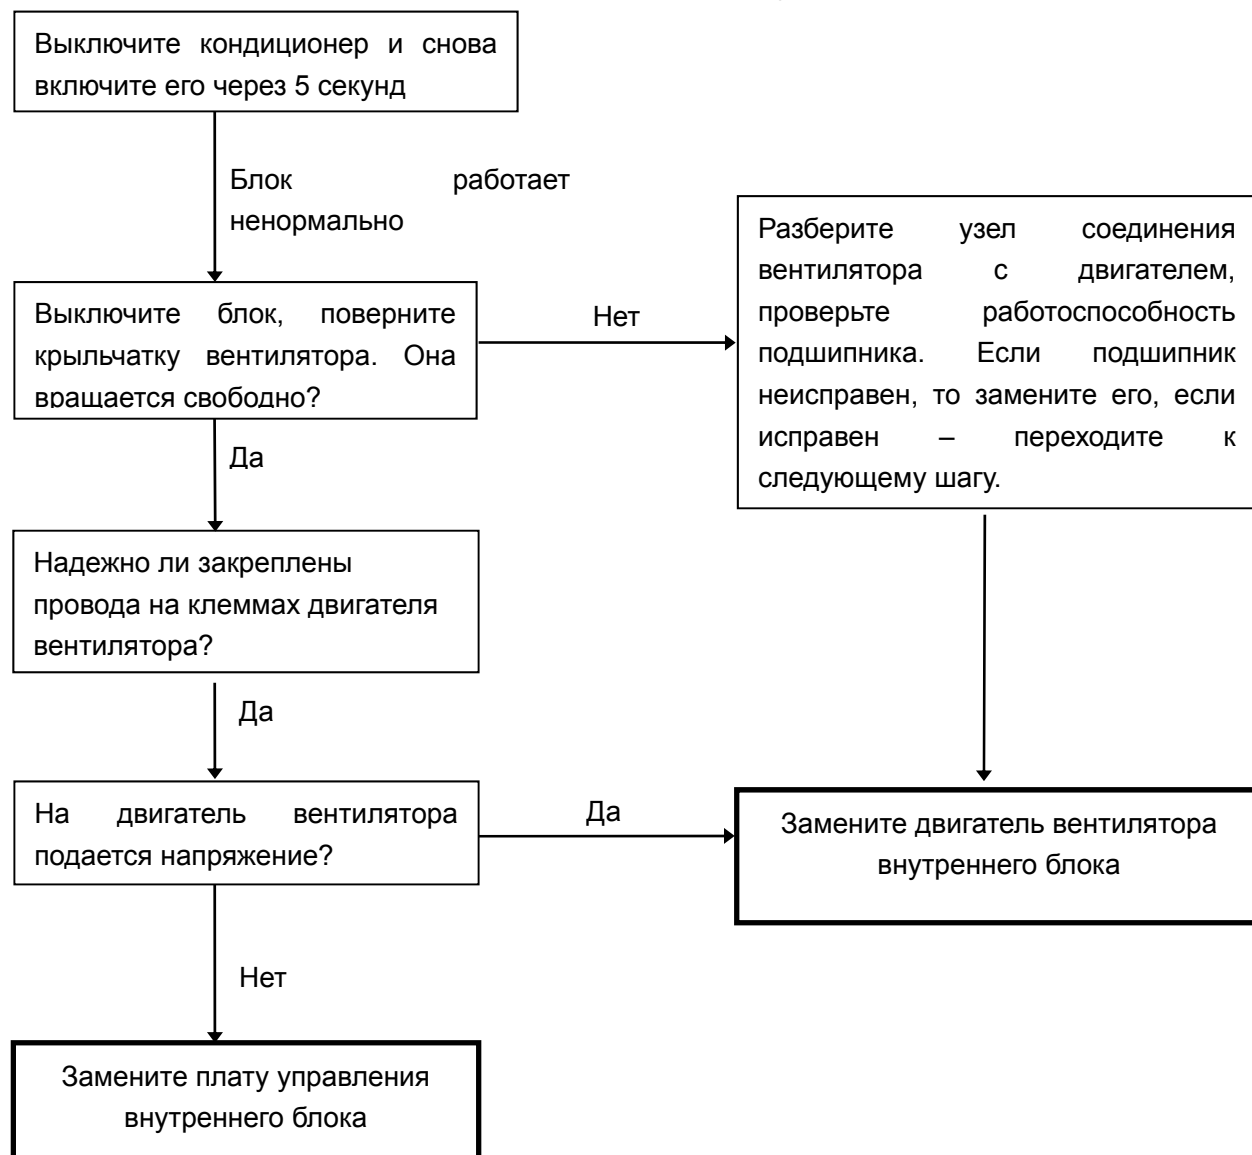 Выключите кондиционер и снова
включите его через 5 секунд
Блок работает
ненормально
Выключите блок, поверните
крыльчатку вентилятора. Она
вращается свободно?
Нет
Разберите узел соединения
вентилятора с двигателем,
проверьте работоспособность
подшипника. Если подшипник
неисправен, то замените его, если
исправен – переходите к
следующему шагу.
Да
Надежно ли закреплены
провода на клеммах двигателя
вентилятора?
Да
На двигатель вентилятора
подается напряжение?
Да
Замените двигатель вентилятора
внутреннего блока
Нет
Замените плату управления
внутреннего блока